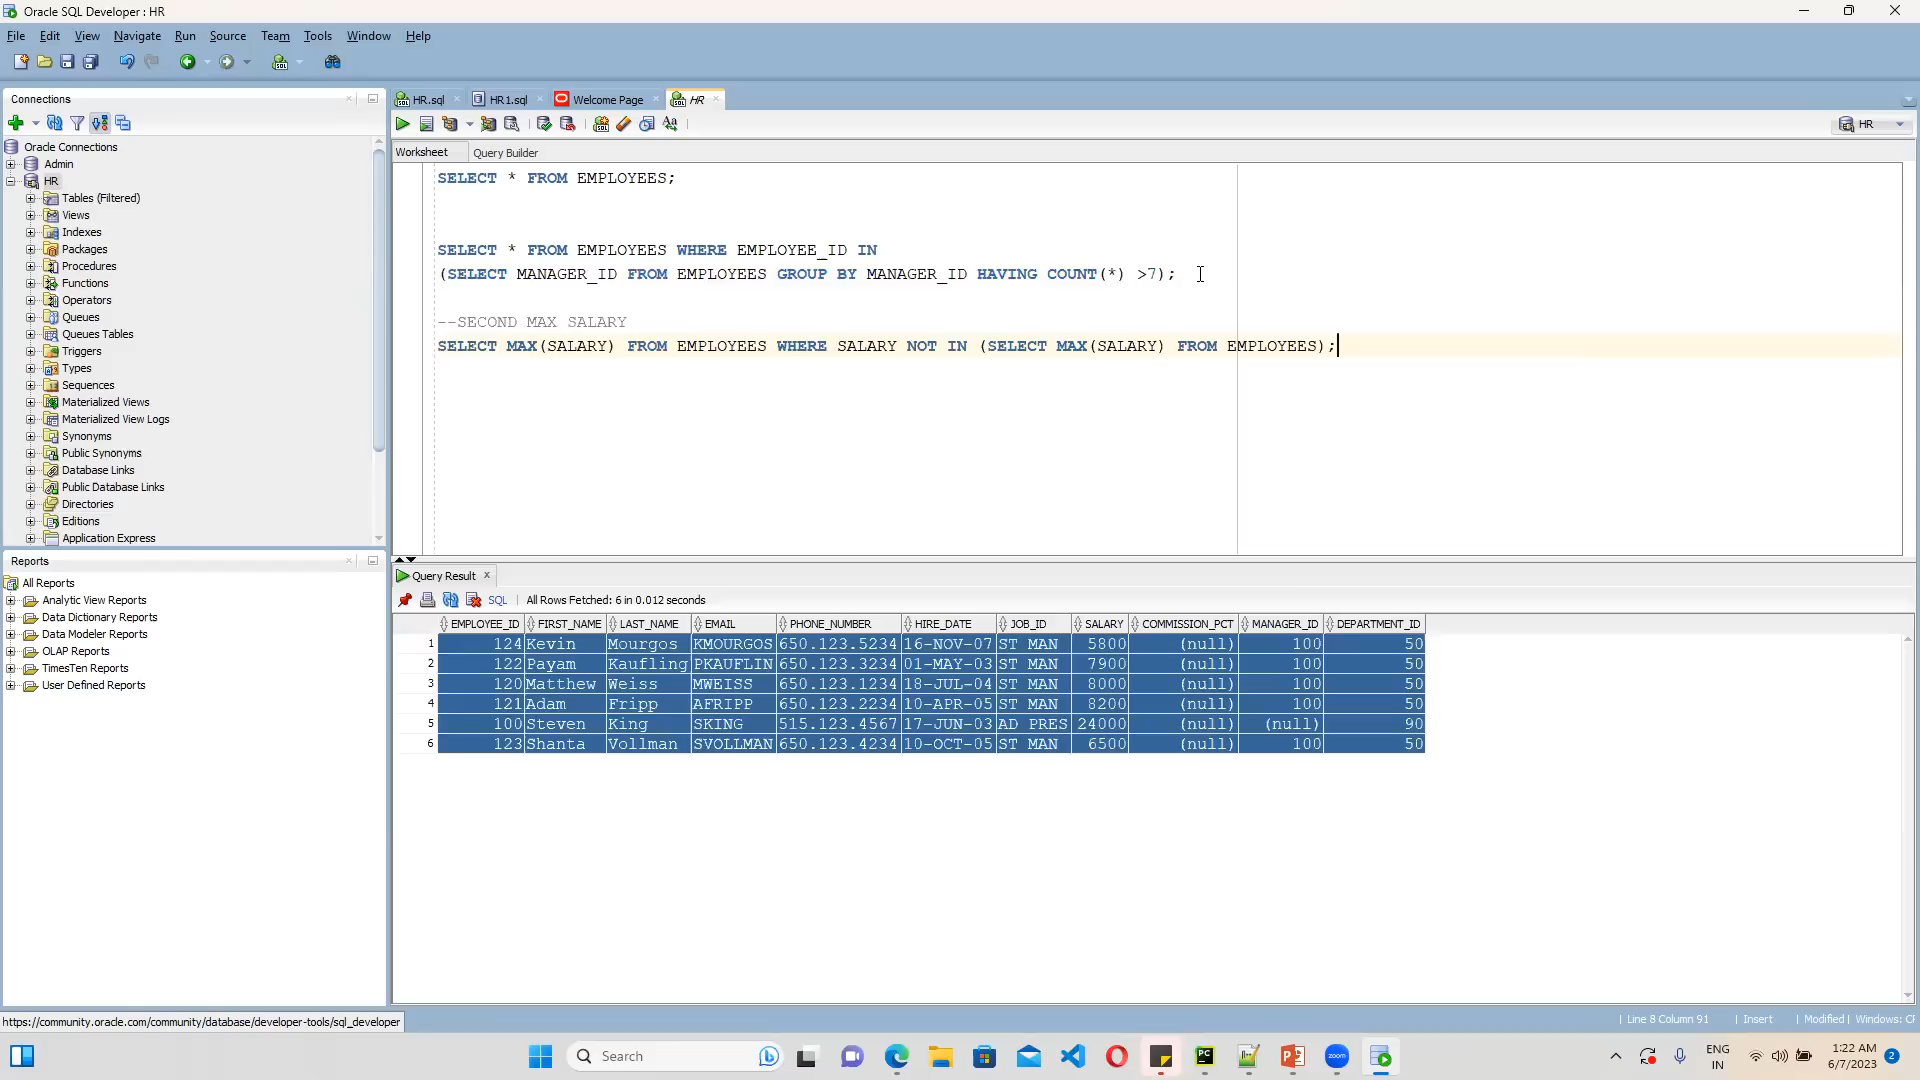 Oracle SQL Developer : HR
File Edit View Navigate Run Source Team Tools Window Help
Connections
Oracle Connections
Admin
HR
Tables (Filtered)
Views
Indexes
Packages
Procedures
Functions
Operators
Queues
Queues Tables
Triggers
Types
Sequences
Materialized Views
Materialized View Logs
Synonyms
Public Synonyms
Database Links
Public Database Links
Directories
Editions
Application Express
Reports
All Reports
Analytic View Reports
Data Dictionary Reports
Data Modeler Reports
OLAP Reports
TimesTen Reports
User Defined Reports
HR.sql HR1.sql Welcome Page HR
HR
Worksheet Query Builder
SELECT * FROM EMPLOYEES;
SELECT * FROM EMPLOYEES WHERE EMPLOYEE_ID IN
(SELECT MANAGER_ID FROM EMPLOYEES GROUP BY MANAGER_ID HAVING COUNT(*) >7);
--SECOND MAX SALARY
SELECT MAX(SALARY) FROM EMPLOYEES WHERE SALARY NOT IN (SELECT MAX(SALARY) FROM EMPLOYEES);
Query Result
SQL | All Rows Fetched: 6 in 0.012 seconds
EMPLOYEE_ID FIRST_NAME LAST_NAME EMAIL PHONE_NUMBER HIRE_DATE JOB_ID SALARY COMMISSION_PCT MANAGER_ID DEPARTMENT_ID
1 124 Kevin Mourgos KMOURGOS 650.123.5234 16-NOV-07 ST_MAN 5800 (null) 100 50
2 122 Payam Kaufling PKAUFLIN 650.123.3234 01-MAY-03 ST_MAN 7900 (null) 100 50
3 120 Matthew Weiss MWEISS 650.123.1234 18-JUL-04 ST_MAN 8000 (null) 100 50
4 121 Adam Fripp AFRIPP 650.123.2234 10-APR-05 ST_MAN 8200 (null) 100 50
5 100 Steven King SKING 515.123.4567 17-JUN-03 AD_PRES 24000 (null) (null) 90
6 123 Shanta Vollman SVOLLMAN 650.123.4234 10-OCT-05 ST_MAN 6500 (null) 100 50
https://community.oracle.com/community/database/developer-tools/sql_developer
| Line 8 Column 91 | Insert | Modified | Windows: CF
Search
PC
zoom
ENG
IN
1:22 AM
6/7/2023
2